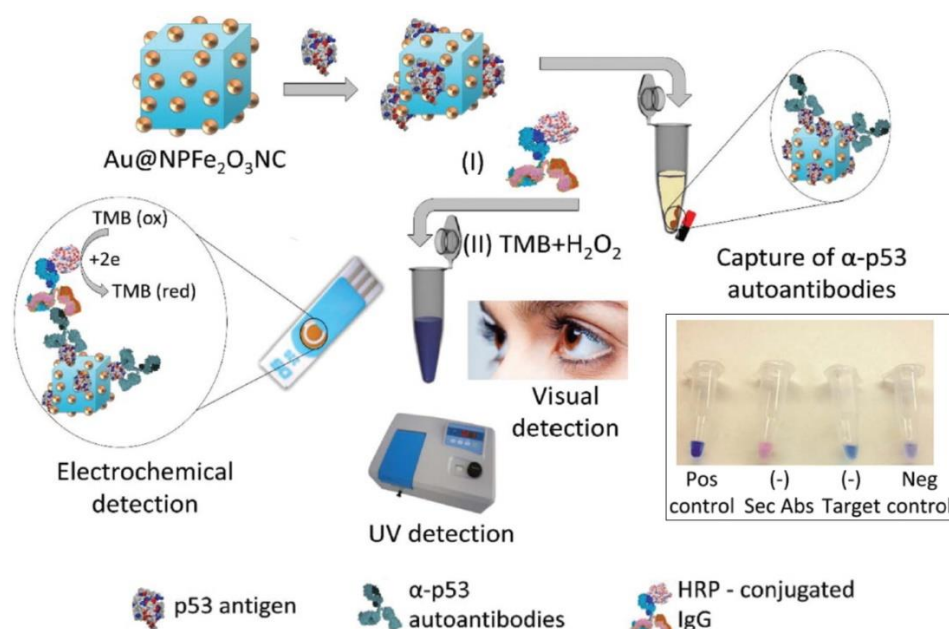 Au@NPFe₂O₃NC
(I)
(II) TMB+H₂O₂
Capture of α-p53
autoantibodies
TMB (ox)
+2e
TMB (red)
Electrochemical
detection
Visual
detection
UV detection
Pos (-) (-) Neg
control Sec Abs Target control
p53 antigen
α-p53
autoantibodies
HRP - conjugated
IgG